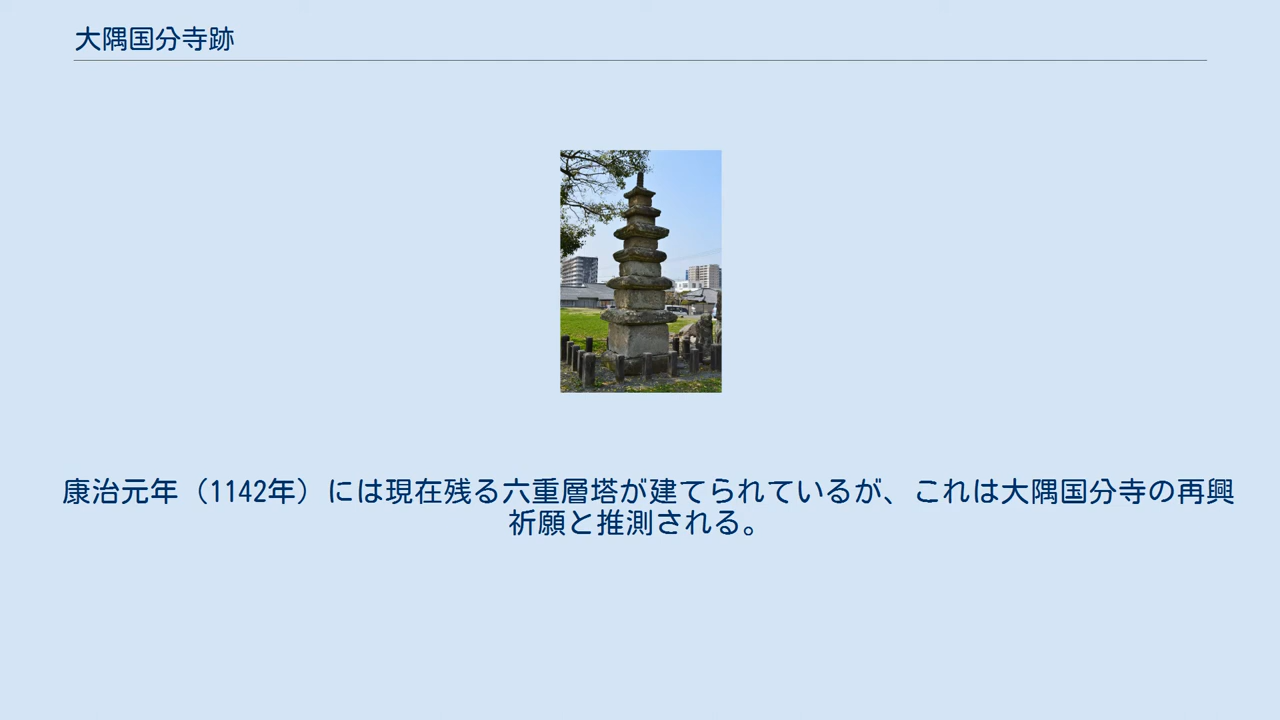 大隅国分寺跡
康治元年（1142年）には現在残る六重層塔が建てられているが、これは大隅国分寺の再興
祈願と推測される。